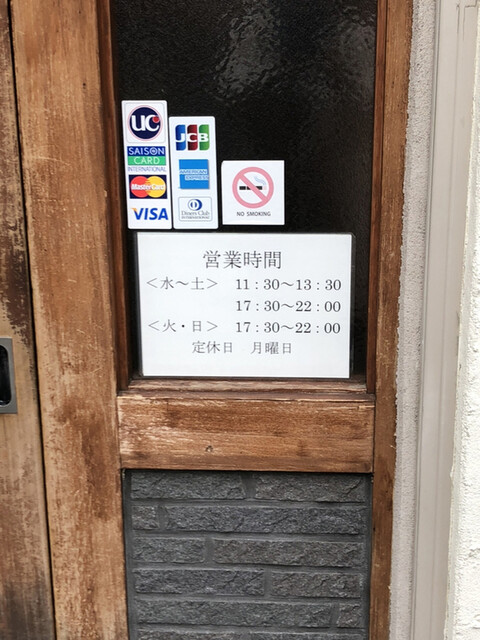 UC
SAISON
CARD
INTERNATIONAL
MasterCard
VISA
JCB
AMERICAN
EXPRESS
Diners Club
INTERNATIONAL
NO SMOKING
営業時間
＜水～土＞ 11：30～13：30
17：30～22：00
＜火・日＞ 17：30～22：00
定休日 月曜日